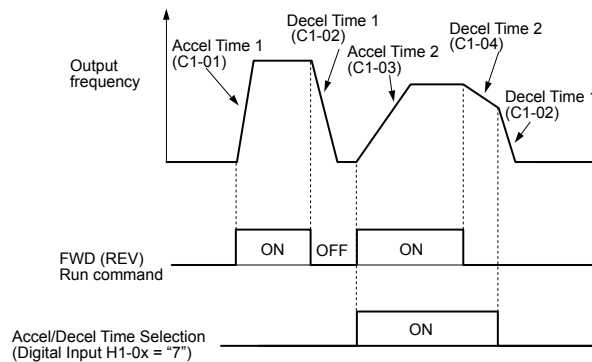 Output
frequency
Accel Time 1
(C1-01)
Decel Time 1
(C1-02)
Accel Time 2
(C1-03)
Decel Time 2
(C1-04)
Decel Time 1
(C1-02)
FWD (REV)
Run command
ON
OFF
ON
Accel/Decel Time Selection
(Digital Input H1-0x = “7”)
ON